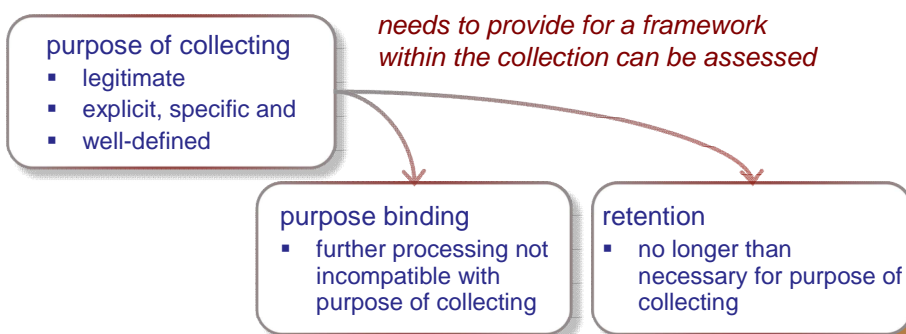 purpose of collecting
▪ legitimate
▪ explicit, specific and
▪ well-defined
needs to provide for a framework
within the collection can be assessed
purpose binding
▪ further processing not
incompatible with
purpose of collecting
retention
▪ no longer than
necessary for purpose of
collecting